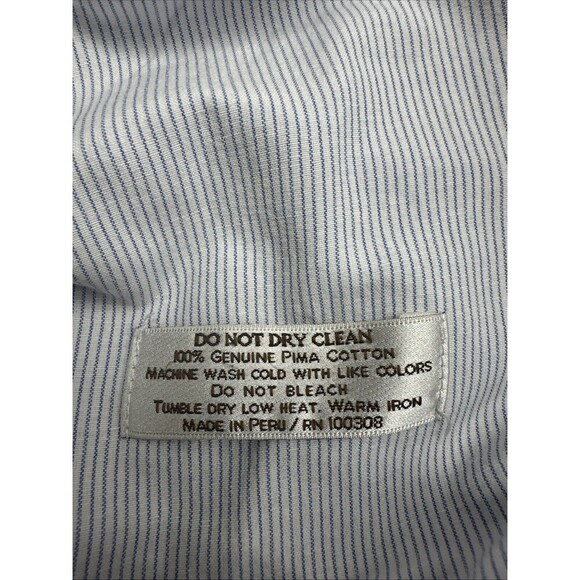 DO NOT DRY CLEAN
100% GENUINE PIMA COTTON
MACHINE WASH COLD WITH LIKE COLORS
DO NOT BLEACH
TUMBLE DRY LOW HEAT. WARM IRON
MADE IN PERU / RN 100308